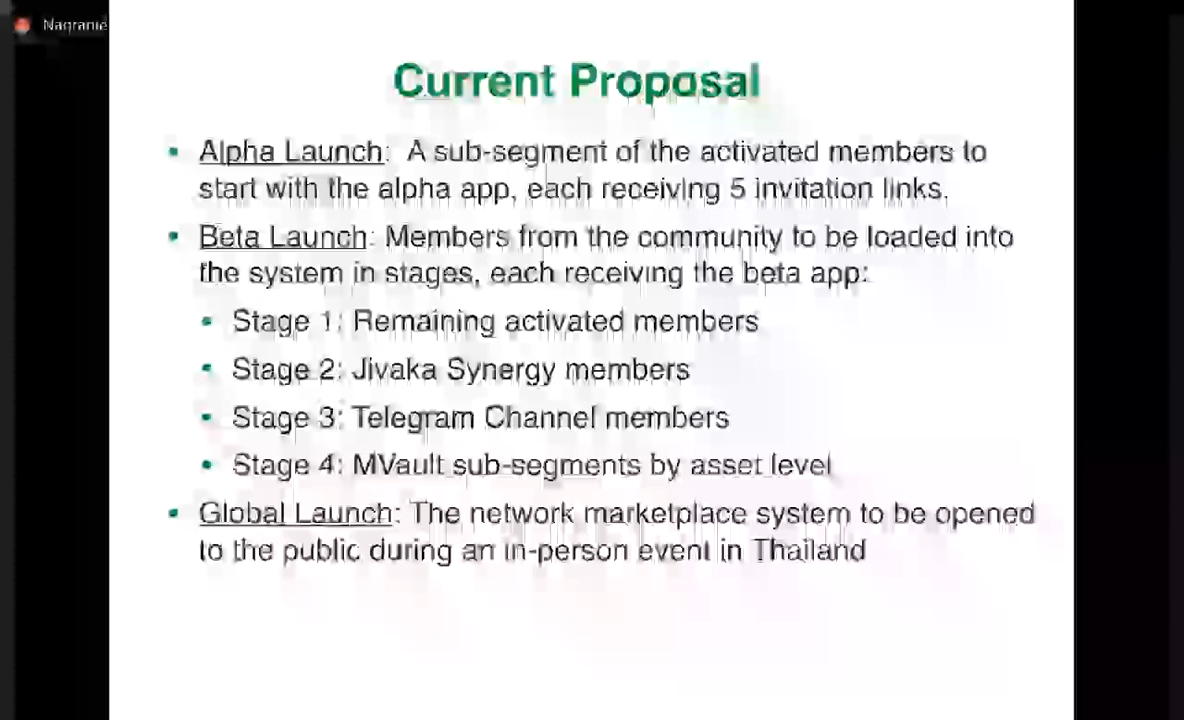 Nagranie
Current Proposal
• Alpha Launch: A sub-segment of the activated members to
start with the alpha app, each receiving 5 invitation links.
• Beta Launch: Members from the community to be loaded into
the system in stages, each receiving the beta app:
• Stage 1: Remaining activated members
• Stage 2: Jivaka Synergy members
• Stage 3: Telegram Channel members
• Stage 4: MVault sub-segments by asset level
• Global Launch: The network marketplace system to be opened
to the public during an in-person event in Thailand